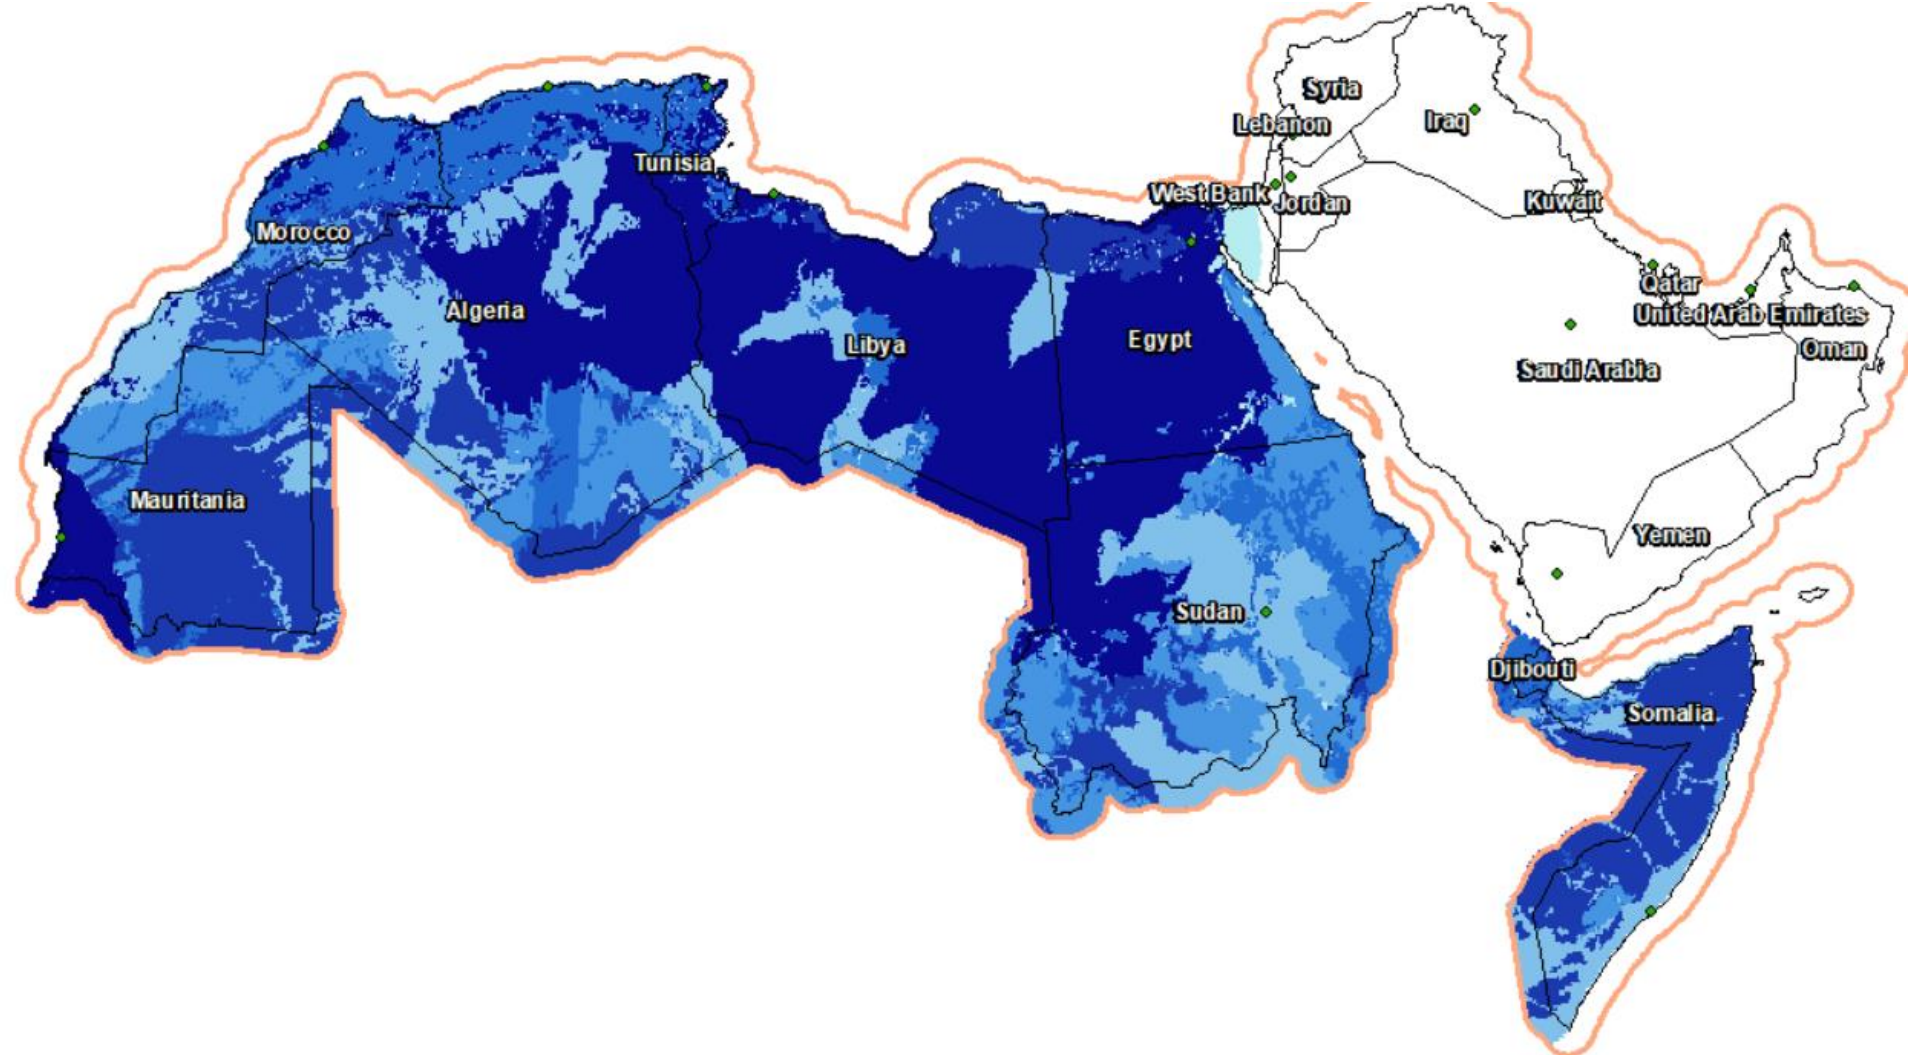 Syria
Lebanon
Iraq
Tunisia
West Bank
Jordan
Kuwait
Morocco
Qatar
Algeria
United Arab Emirates
Libya
Egypt
Oman
Saudi Arabia
Mauritania
Yemen
Sudan
Djibouti
Somalia